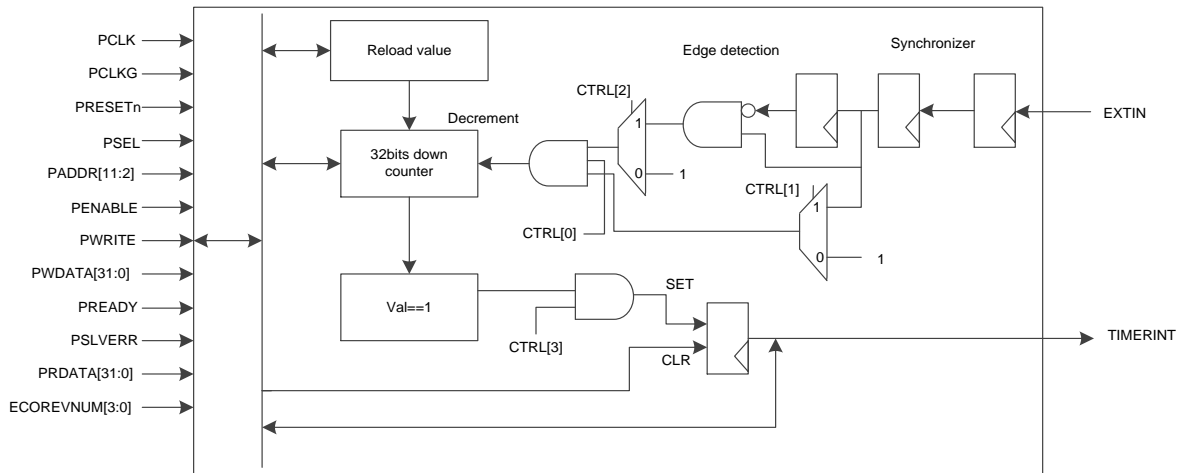 PCLK
PCLKG
PRESETn
PSEL
PADDR[11:2]
PENABLE
PWRITE
PWDATA[31:0]
PREADY
PSLVERR
PRDATA[31:0]
ECOREVNUM[3:0]
Reload value
Edge detection
Synchronizer
CTRL[2]
EXTIN
Decrement
1
32bits down
counter
0
1
CTRL[1]
1
CTRL[0]
0
1
Val==1
SET
CTRL[3]
CLR
TIMERINT